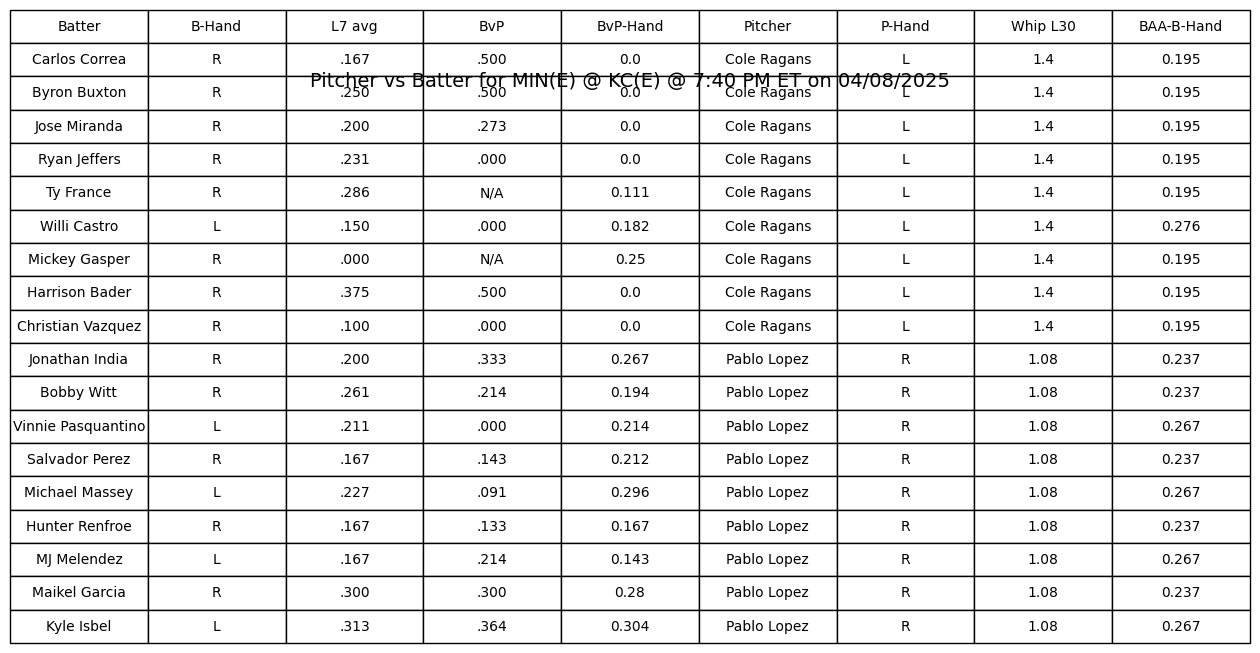 Batter B-Hand L7 avg BvP BvP-Hand Pitcher P-Hand Whip L30 BAA-B-Hand
Carlos Correa R .167 .500 0.0 Cole Ragans L 1.4 0.195
Pitcher vs Batter for MIN(E) @ KC(E) @ 7:40 PM ET on 04/08/2025
Byron Buxton R .250 .500 0.0 Cole Ragans L 1.4 0.195
Jose Miranda R .200 .273 0.0 Cole Ragans L 1.4 0.195
Ryan Jeffers R .231 .000 0.0 Cole Ragans L 1.4 0.195
Ty France R .286 N/A 0.111 Cole Ragans L 1.4 0.195
Willi Castro L .150 .000 0.182 Cole Ragans L 1.4 0.276
Mickey Gasper R .000 N/A 0.25 Cole Ragans L 1.4 0.195
Harrison Bader R .375 .500 0.0 Cole Ragans L 1.4 0.195
Christian Vazquez R .100 .000 0.0 Cole Ragans L 1.4 0.195
Jonathan India R .200 .333 0.267 Pablo Lopez R 1.08 0.237
Bobby Witt R .261 .214 0.194 Pablo Lopez R 1.08 0.237
Vinnie Pasquantino L .211 .000 0.214 Pablo Lopez R 1.08 0.267
Salvador Perez R .167 .143 0.212 Pablo Lopez R 1.08 0.237
Michael Massey L .227 .091 0.296 Pablo Lopez R 1.08 0.267
Hunter Renfroe R .167 .133 0.167 Pablo Lopez R 1.08 0.237
MJ Melendez L .167 .214 0.143 Pablo Lopez R 1.08 0.267
Maikel Garcia R .300 .300 0.28 Pablo Lopez R 1.08 0.237
Kyle Isbel L .313 .364 0.304 Pablo Lopez R 1.08 0.267